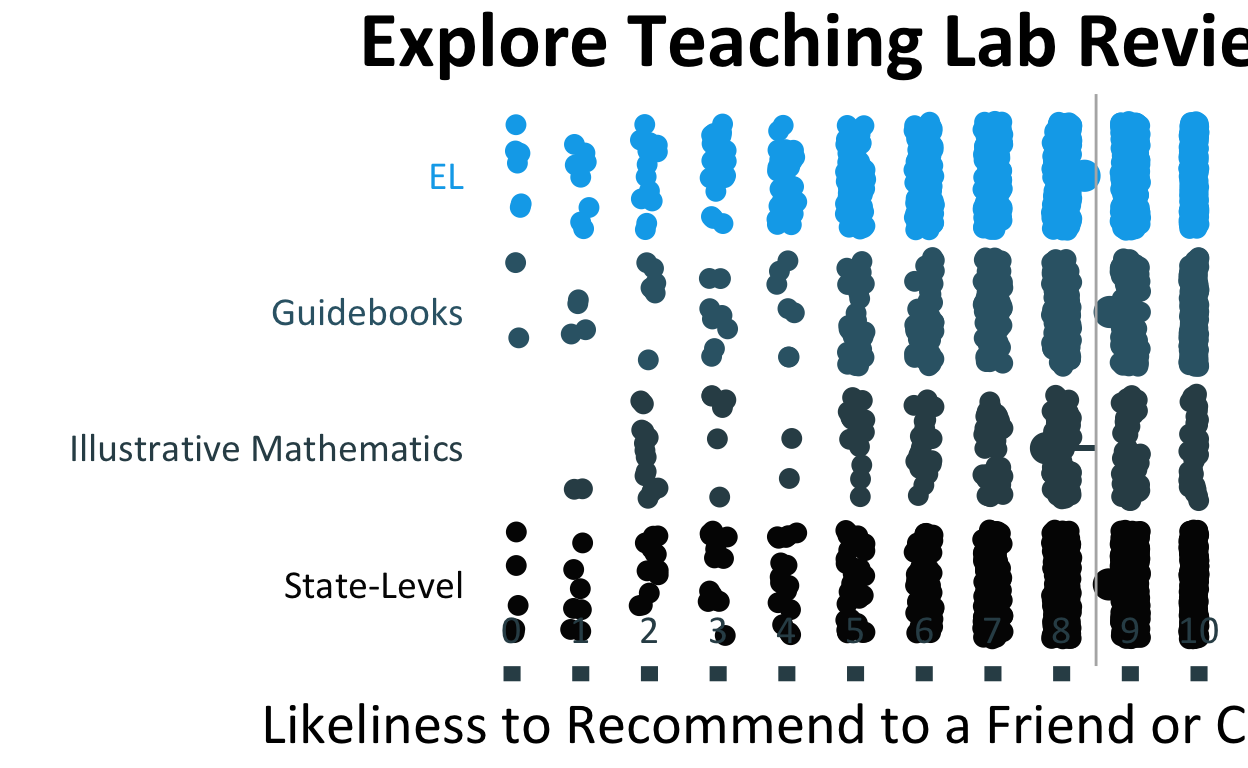 Explore Teaching Lab Revie
EL
Guidebooks
Illustrative Mathematics
State-Level
0 1 2 3 4 5 6 7 8 9 10
Likeliness to Recommend to a Friend or C